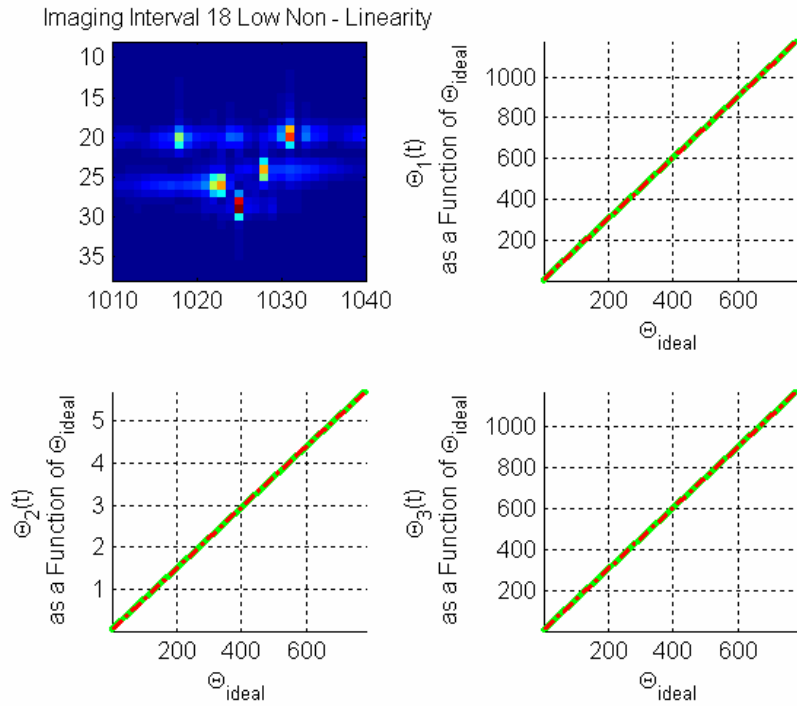 Imaging Interval 18 Low Non - Linearity
10
15
20
25
30
35
1010 1020 1030 1040
Θ1(t)
as a Function of Θideal
1000
800
600
400
200
200 400 600
Θideal
Θ2(t)
as a Function of Θideal
5
4
3
2
1
200 400 600
Θideal
Θ3(t)
as a Function of Θideal
1000
800
600
400
200
200 400 600
Θideal